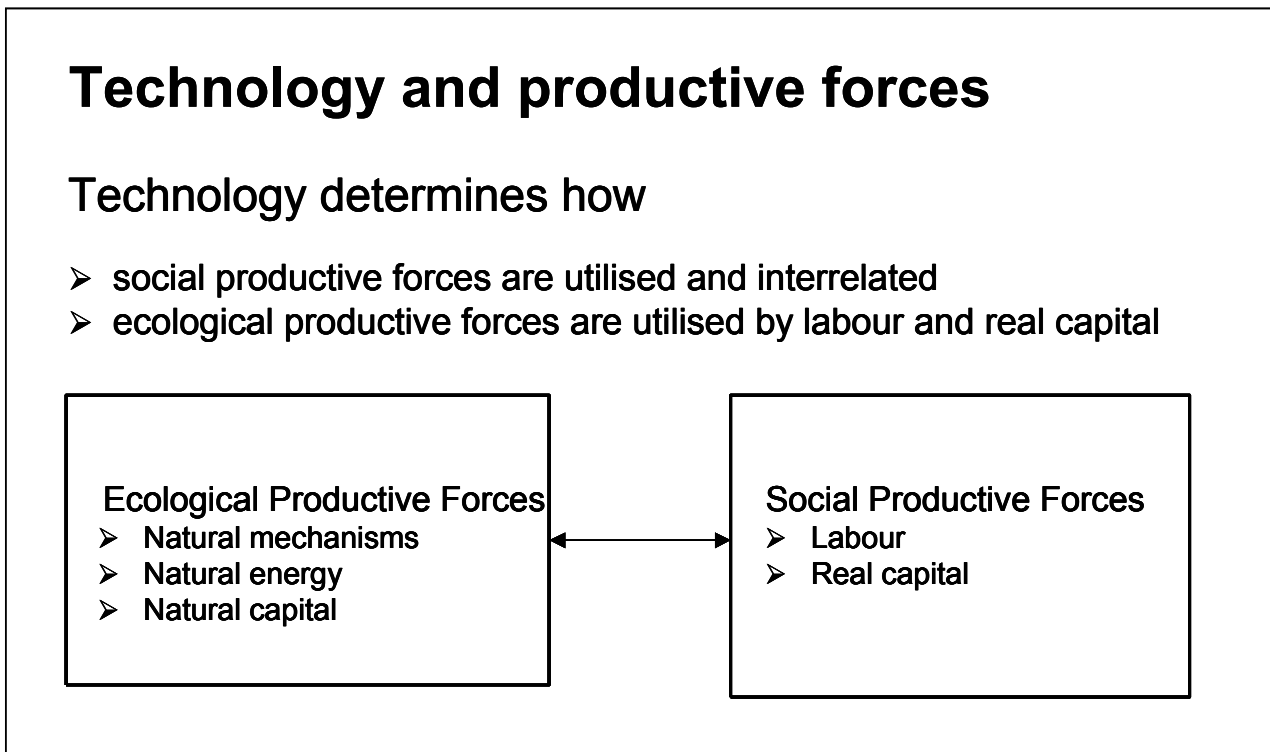 Technology and productive forces
Technology determines how
➢ social productive forces are utilised and interrelated
➢ ecological productive forces are utilised by labour and real capital
Ecological Productive Forces
➢ Natural mechanisms
➢ Natural energy
➢ Natural capital
Social Productive Forces
➢ Labour
➢ Real capital